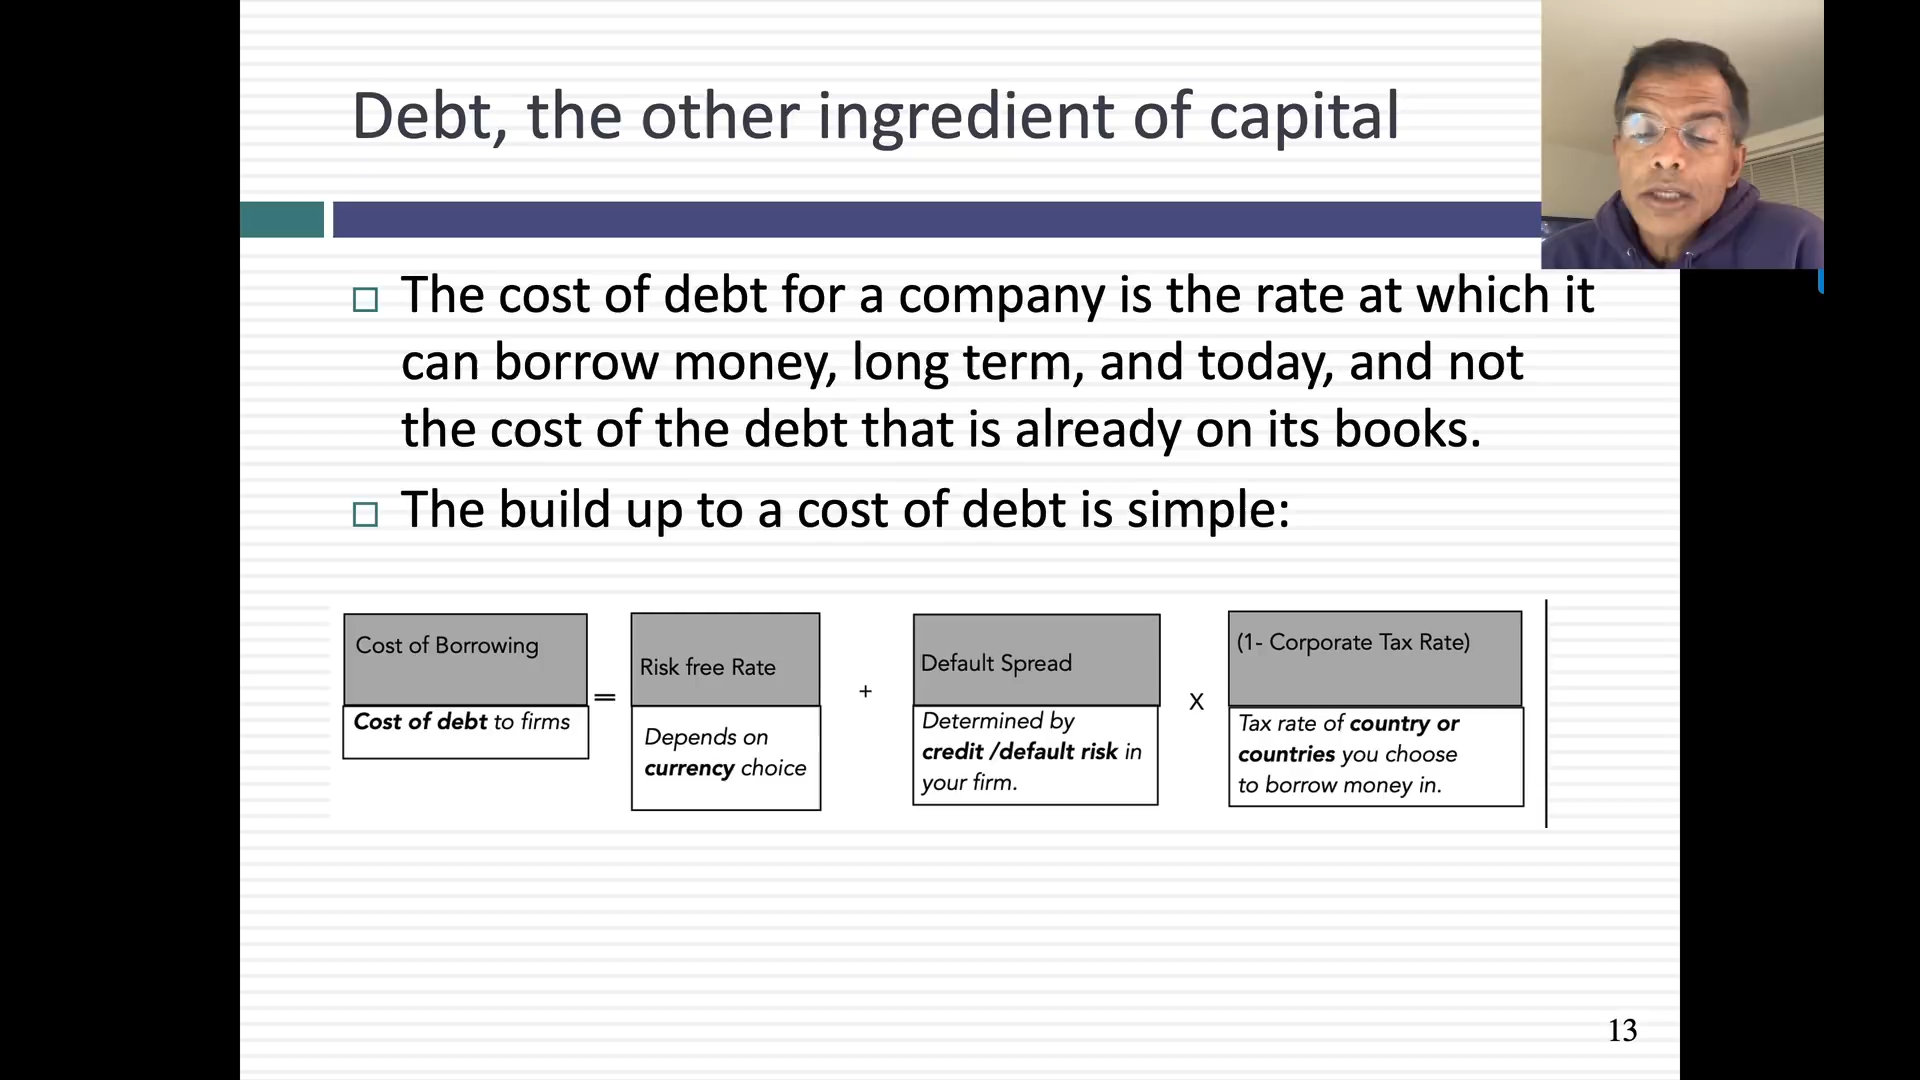 Debt, the other ingredient of capital
The cost of debt for a company is the rate at which it
can borrow money, long term, and today, and not
the cost of the debt that is already on its books.
The build up to a cost of debt is simple:
Cost of Borrowing
Cost of debt to firms
=
Risk free Rate
Depends on
currency choice
+
Default Spread
Determined by
credit /default risk in
your firm.
X
(1- Corporate Tax Rate)
Tax rate of country or
countries you choose
to borrow money in.
13